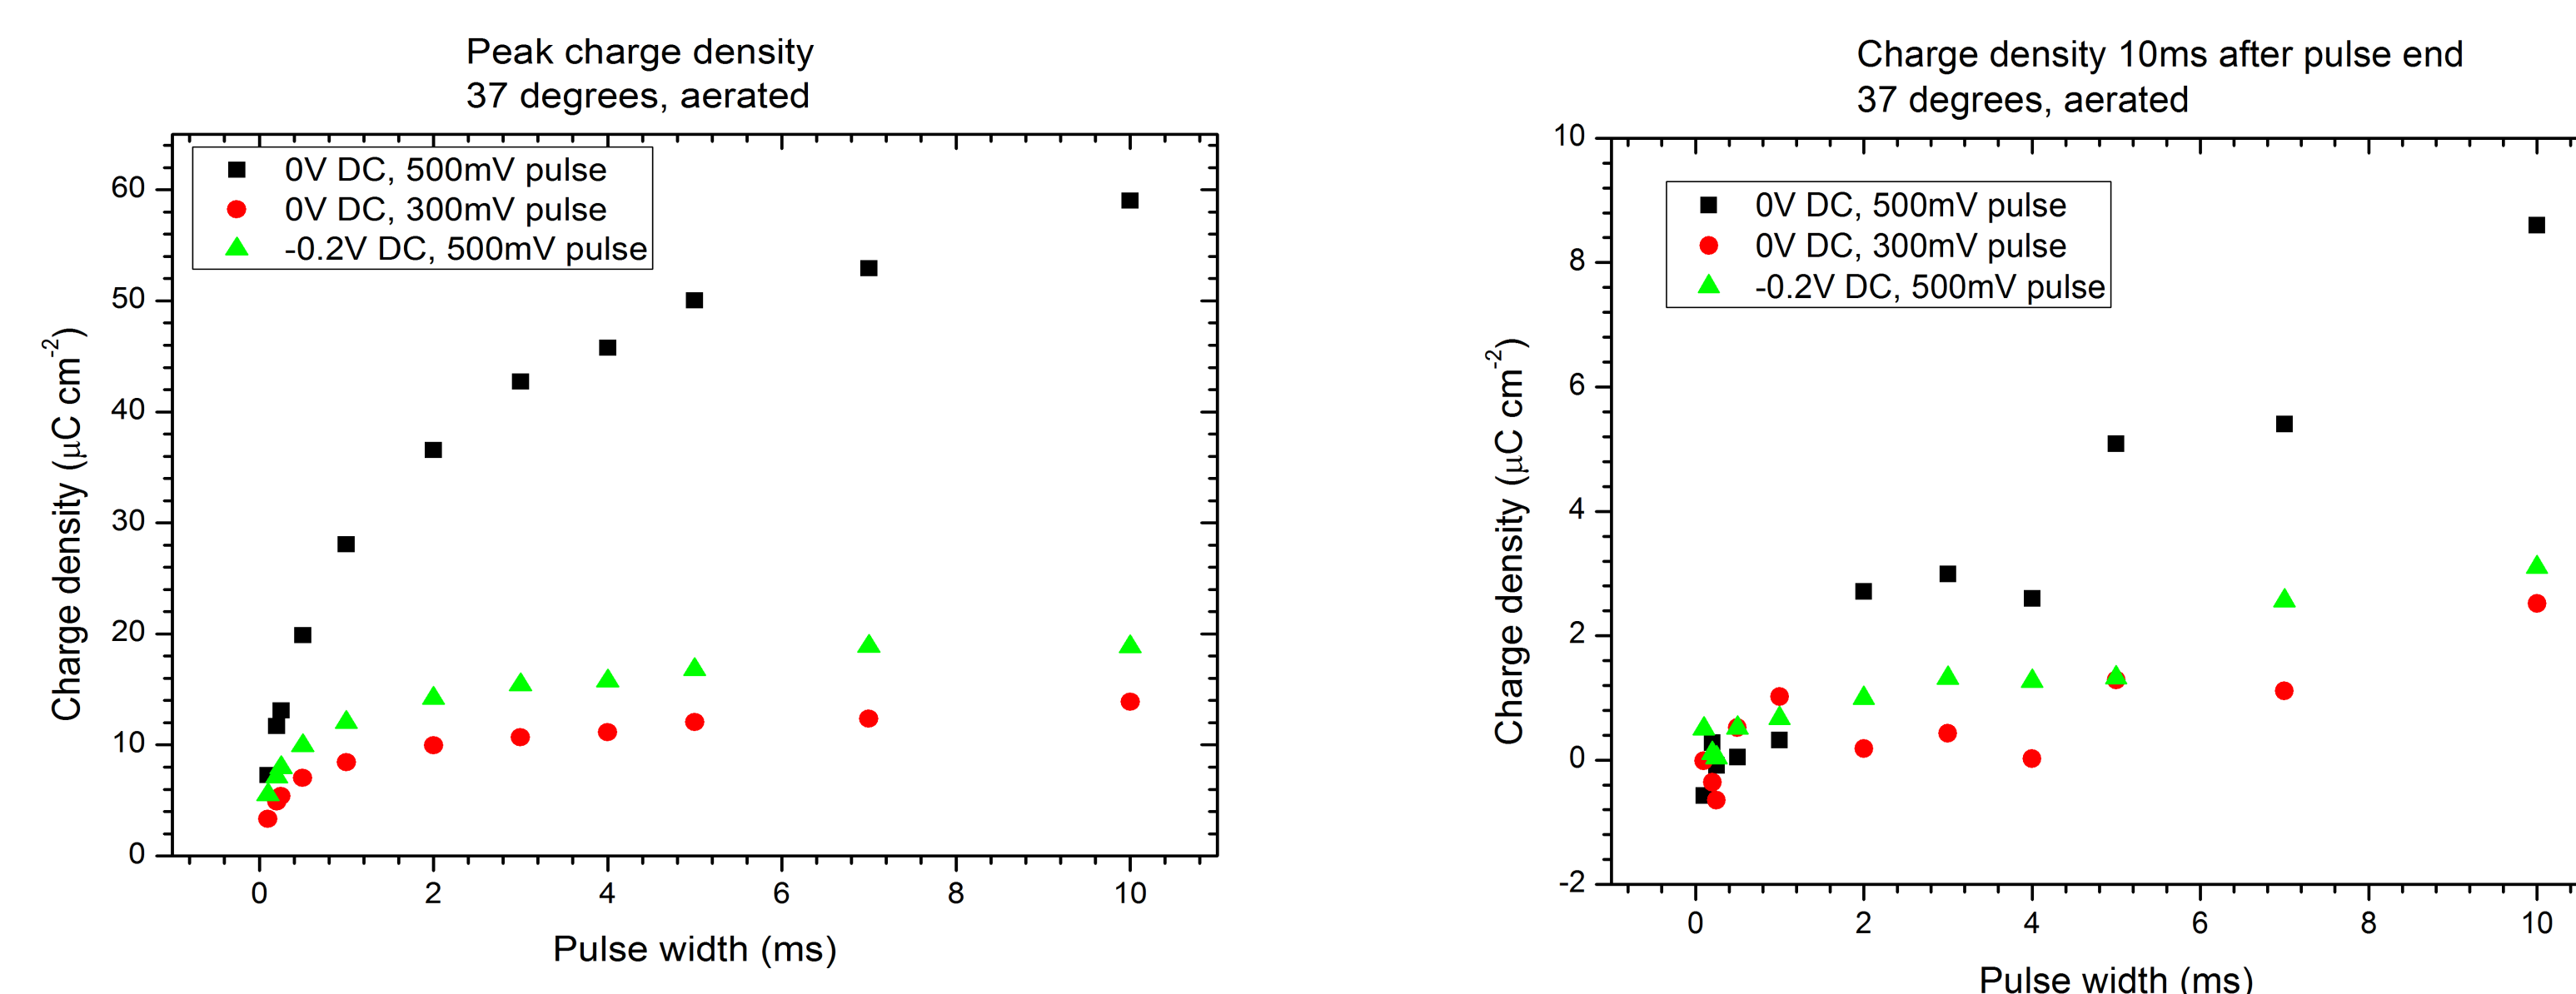 Peak charge density
37 degrees, aerated
0V DC, 500mV pulse
0V DC, 300mV pulse
-0.2V DC, 500mV pulse
60
50
40
30
20
10
0
Charge density (μC cm⁻²)
0 2 4 6 8 10
Pulse width (ms)
Charge density 10ms after pulse end
37 degrees, aerated
0V DC, 500mV pulse
0V DC, 300mV pulse
-0.2V DC, 500mV pulse
10
8
6
4
2
0
-2
Charge density (μC cm⁻²)
0 2 4 6 8 10
Pulse width (ms)